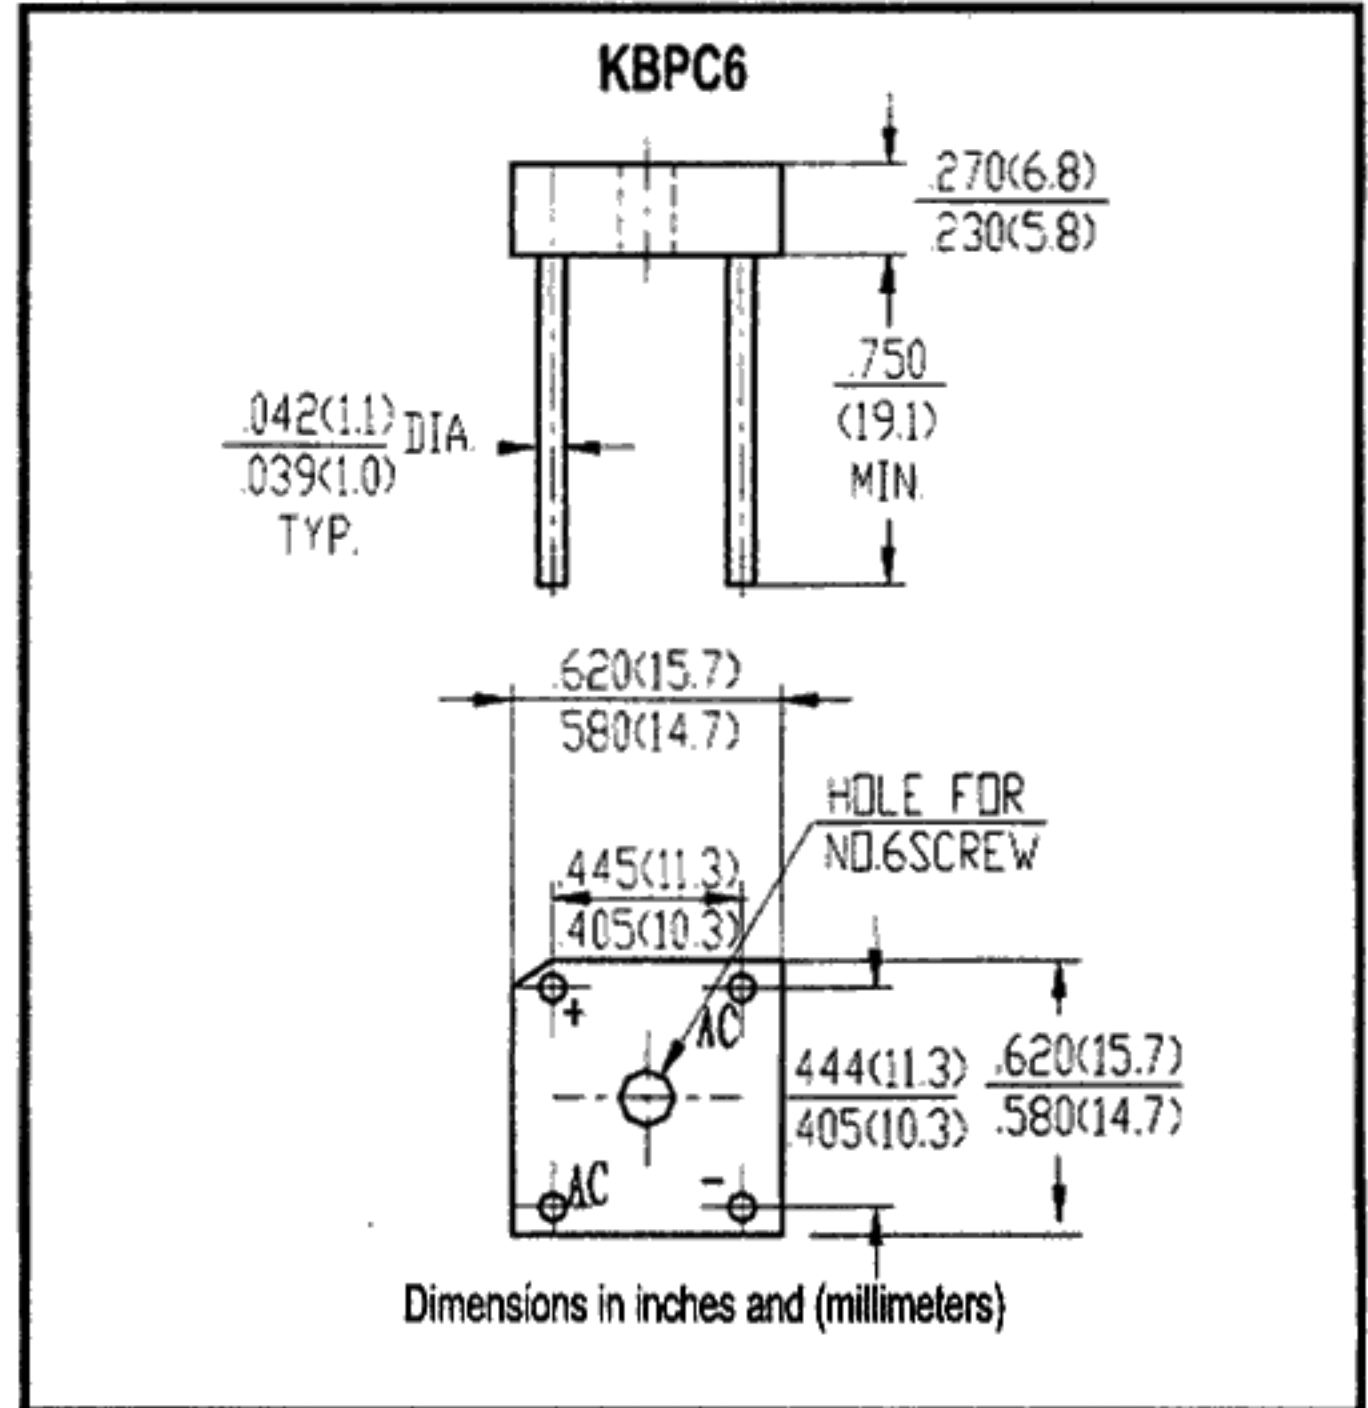 KBPC6
.270(6.8)
.230(5.8)
.750
(19.1)
MIN.
.042(1.1) DIA.
.039(1.0)
TYP.
.620(15.7)
.580(14.7)
HOLE FOR
NO.6SCREW
.445(11.3)
.405(10.3)
+
AC
.444(11.3)
.405(10.3)
.620(15.7)
.580(14.7)
AC
-
Dimensions in inches and (millimeters)